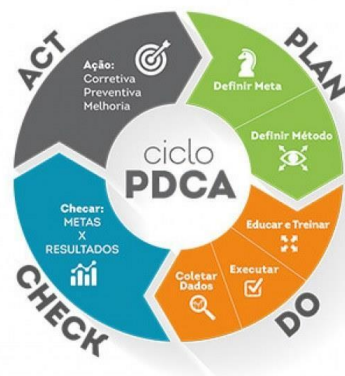 ciclo
PDCA
PLAN
Definir Meta
Definir Método
DO
Educar e Treinar
Executar
Coletar
Dados
CHECK
Checar:
METAS
X
RESULTADOS
ACT
Ação:
Corretiva
Preventiva
Melhoria